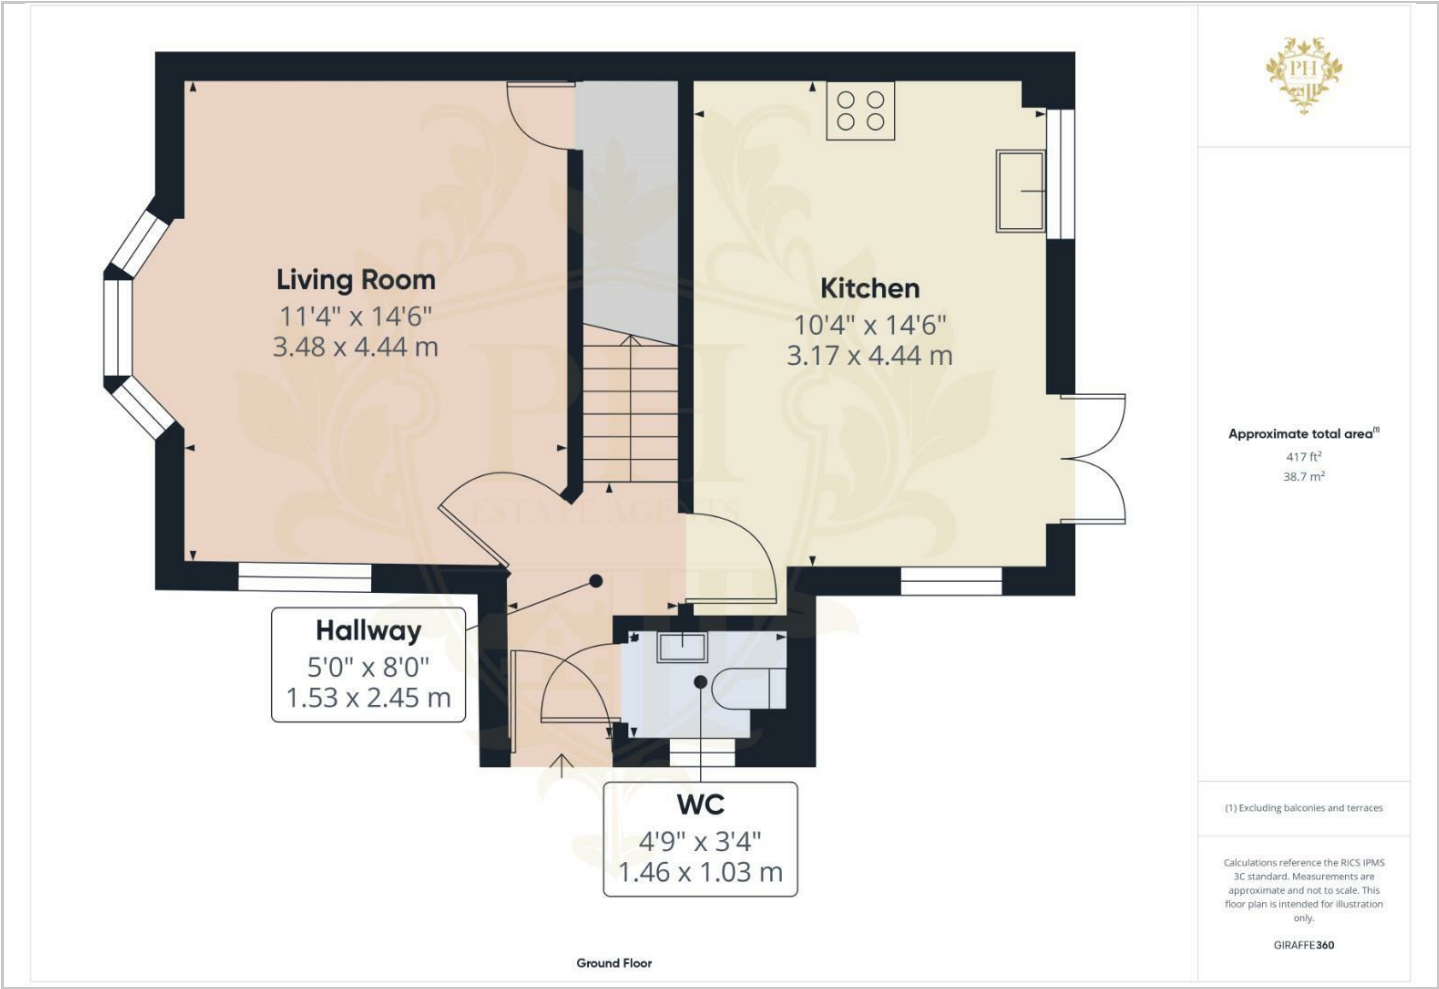 PH
Living Room
11'4" x 14'6"
3.48 x 4.44 m
Kitchen
10'4" x 14'6"
3.17 x 4.44 m
PH
ESTATE AGENTS
Hallway
5'0" x 8'0"
1.53 x 2.45 m
WC
4'9" x 3'4"
1.46 x 1.03 m
Ground Floor
Approximate total area(1)
417 ft²
38.7 m²
(1) Excluding balconies and terraces
Calculations reference the RICS IPMS
3C standard. Measurements are
approximate and not to scale. This
floor plan is intended for illustration
only.
GIRAFFE360